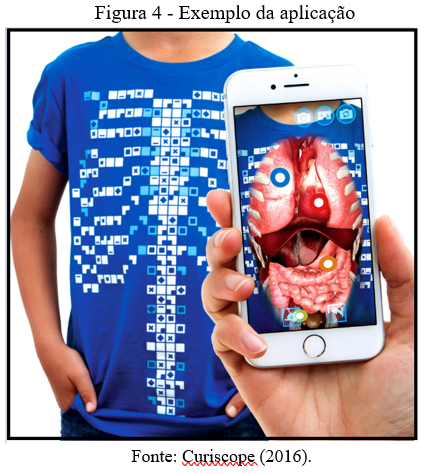 Figura 4 - Exemplo da aplicação
Fonte: Curiscope (2016).